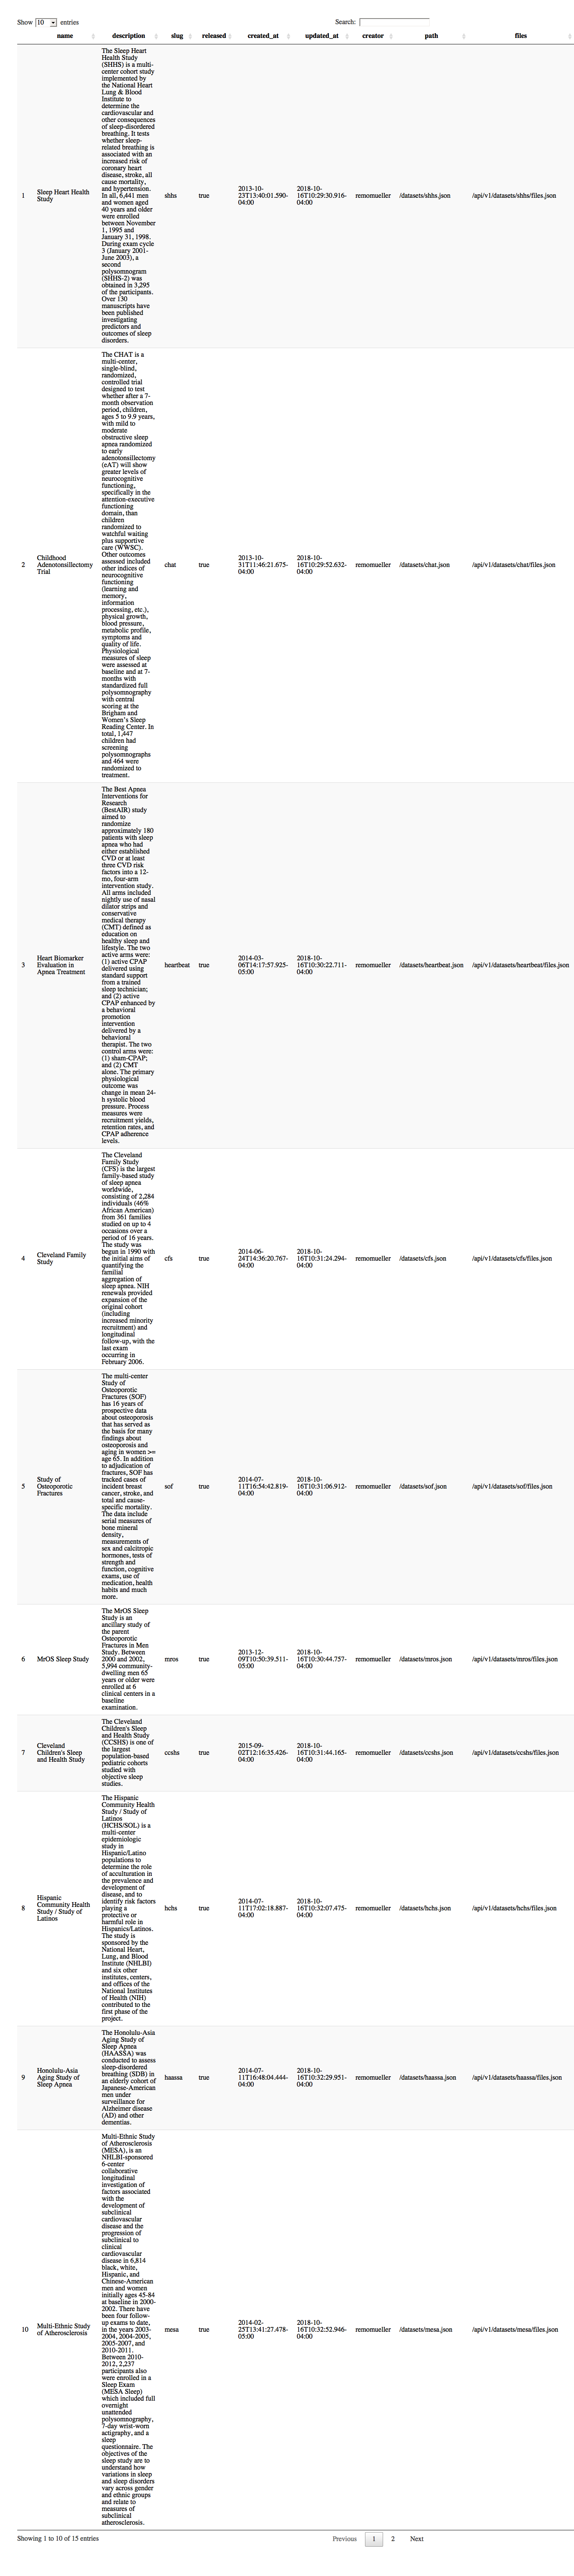 Show 10 entries
Search:
name description slug released created_at updated_at creator path files
The Sleep Heart
Health Study
(SHHS) is a multi-
center cohort study
implemented by
the National Heart
Lung & Blood
Institute to
determine the
cardiovascular and
other consequences
of sleep-disordered
breathing. It tests
whether sleep-
related breathing is
associated with an
increased risk of
coronary heart
disease, stroke, all
cause mortality,
and hypertension.
In all, 6,441 men
and women aged
40 years and older
were enrolled
between November
1, 1995 and
January 31, 1998.
During exam cycle
3 (January 2001-
June 2003), a
second
polysomnogram
(SHHS-2) was
obtained in 3,295
of the participants.
Over 130
manuscripts have
been published
investigating
predictors and
outcomes of sleep
disorders.
1
Sleep Heart Health
Study
shhs
true
2013-10-
23T13:40:01.590-
04:00
2018-10-
16T10:29:30.916-
04:00
remomueller
/datasets/shhs.json
/api/v1/datasets/shhs/files.json
The CHAT is a
multi-center,
single-blind,
randomized,
controlled trial
designed to test
whether after a 7-
month observation
period, children,
ages 5 to 9.9 years,
with mild to
moderate
obstructive sleep
apnea randomized
to early
adenotonsillectomy
(eAT) will show
greater levels of
neurocognitive
functioning,
specifically in the
attention-executive
functioning
domain, than
children
randomized to
watchful waiting
plus supportive
care (WWSC).
Other outcomes
assessed included
other indices of
neurocognitive
functioning
(learning and
memory,
information
processing, etc.),
physical growth,
blood pressure,
metabolic profile,
symptoms and
quality of life.
Physiological
measures of sleep
were assessed at
baseline and at 7-
months with
standardized full
polysomnography
with central
scoring at the
Brigham and
Women's Sleep
Reading Center. In
total, 1,447
children had
screening
polysomnographs
and 464 were
randomized to
treatment.
2
Childhood
Adenotonsillectomy
Trial
chat
true
2013-10-
31T11:46:21.675-
04:00
2018-10-
16T10:29:52.632-
04:00
remomueller
/datasets/chat.json
/api/v1/datasets/chat/files.json
The Best Apnea
Interventions for
Research
(BestAIR) study
aimed to
randomize
approximately 180
patients with sleep
apnea who had
either established
CVD or at least
three CVD risk
factors into a 12-
mo, four-arm
intervention study.
All arms included
nightly use of nasal
dilator strips and
conservative
medical therapy
(CMT) defined as
education on
healthy sleep and
lifestyle. The two
active arms were:
(1) active CPAP
delivered using
standard support
from a trained
sleep technician;
and (2) active
CPAP enhanced by
a behavioral
promotion
intervention
delivered by a
behavioral
therapist. The two
control arms were:
(1) sham-CPAP;
and (2) CMT
alone. The primary
physiological
outcome was
change in mean 24-
h systolic blood
pressure. Process
measures were
recruitment yields,
retention rates, and
CPAP adherence
levels.
3
Heart Biomarker
Evaluation in
Apnea Treatment
heartbeat
true
2014-03-
06T14:17:57.925-
05:00
2018-10-
16T10:30:22.711-
04:00
remomueller
/datasets/heartbeat.json
/api/v1/datasets/heartbeat/files.json
The Cleveland
Family Study
(CFS) is the largest
family-based study
of sleep apnea
worldwide,
consisting of 2,284
individuals (46%
African American)
from 361 families
studied on up to 4
occasions over a
period of 16 years.
The study was
begun in 1990 with
the initial aims of
quantifying the
familial
aggregation of
sleep apnea. NIH
renewals provided
expansion of the
original cohort
(including
increased minority
recruitment) and
longitudinal
follow-up, with the
last exam
occurring in
February 2006.
4
Cleveland Family
Study
cfs
true
2014-06-
24T14:36:20.767-
04:00
2018-10-
16T10:31:24.294-
04:00
remomueller
/datasets/cfs.json
/api/v1/datasets/cfs/files.json
The multi-center
Study of
Osteoporotic
Fractures (SOF)
has 16 years of
prospective data
about osteoporosis
that has served as
the basis for many
findings about
osteoporosis and
aging in women >=
age 65. In addition
to adjudication of
fractures, SOF has
tracked cases of
incident breast
cancer, stroke, and
total and cause-
specific mortality.
The data include
serial measures of
bone mineral
density,
measurements of
sex and calcitropic
hormones, tests of
strength and
function, cognitive
exams, use of
medication, health
habits and much
more.
5
Study of
Osteoporotic
Fractures
sof
true
2014-07-
11T16:54:42.819-
04:00
2018-10-
16T10:31:06.912-
04:00
remomueller
/datasets/sof.json
/api/v1/datasets/sof/files.json
The MrOS Sleep
Study is an
ancillary study of
the parent
Osteoporotic
Fractures in Men
Study. Between
2000 and 2002,
5,994 community-
dwelling men 65
years or older were
enrolled at 6
clinical centers in a
baseline
examination.
6
MrOS Sleep Study
mros
true
2013-12-
09T10:50:39.511-
05:00
2018-10-
16T10:30:44.757-
04:00
remomueller
/datasets/mros.json
/api/v1/datasets/mros/files.json
The Cleveland
Children's Sleep
and Health Study
(CCSHS) is one of
the largest
population-based
pediatric cohorts
studied with
objective sleep
studies.
7
Cleveland
Children's Sleep
and Health Study
ccshs
true
2015-09-
02T12:16:35.426-
04:00
2018-10-
16T10:31:44.165-
04:00
remomueller
/datasets/ccshs.json
/api/v1/datasets/ccshs/files.json
The Hispanic
Community Health
Study / Study of
Latinos
(HCHS/SOL) is a
multi-center
epidemiologic
study in
Hispanic/Latino
populations to
determine the role
of acculturation in
the prevalence and
development of
disease, and to
identify risk factors
playing a
protective or
harmful role in
Hispanics/Latinos.
The study is
sponsored by the
National Heart,
Lung, and Blood
Institute (NHLBI)
and six other
institutes, centers,
and offices of the
National Institutes
of Health (NIH)
contributed to the
first phase of the
project.
8
Hispanic
Community Health
Study / Study of
Latinos
hchs
true
2014-07-
11T17:02:18.887-
04:00
2018-10-
16T10:32:07.475-
04:00
remomueller
/datasets/hchs.json
/api/v1/datasets/hchs/files.json
The Honolulu-Asia
Aging Study of
Sleep Apnea
(HAASSA) was
conducted to assess
sleep-disordered
breathing (SDB) in
an elderly cohort of
Japanese-American
men under
surveillance for
Alzheimer disease
(AD) and other
dementias.
9
Honolulu-Asia
Aging Study of
Sleep Apnea
haassa
true
2014-07-
11T16:48:04.444-
04:00
2018-10-
16T10:32:29.951-
04:00
remomueller
/datasets/haassa.json
/api/v1/datasets/haassa/files.json
Multi-Ethnic Study
of Atherosclerosis
(MESA), is an
NHLBI-sponsored
6-center
collaborative
longitudinal
investigation of
factors associated
with the
development of
subclinical
cardiovascular
disease and the
progression of
subclinical to
clinical
cardiovascular
disease in 6,814
black, white,
Hispanic, and
Chinese-American
men and women
initially ages 45-84
at baseline in 2000-
2002. There have
been four follow-
up exams to date,
in the years 2003-
2004, 2004-2005,
2005-2007, and
2010-2011.
Between 2010-
2012, 2,237
participants also
were enrolled in a
Sleep Exam
(MESA Sleep)
which included full
overnight
unattended
polysomnography,
7-day wrist-worn
actigraphy, and a
sleep
questionnaire. The
objectives of the
sleep study are to
understand how
variations in sleep
and sleep disorders
vary across gender
and ethnic groups
and relate to
measures of
subclinical
atherosclerosis.
10
Multi-Ethnic Study
of Atherosclerosis
mesa
true
2014-02-
25T13:41:27.478-
05:00
2018-10-
16T10:32:52.946-
04:00
remomueller
/datasets/mesa.json
/api/v1/datasets/mesa/files.json
Showing 1 to 10 of 15 entries
Previous 1 2 Next